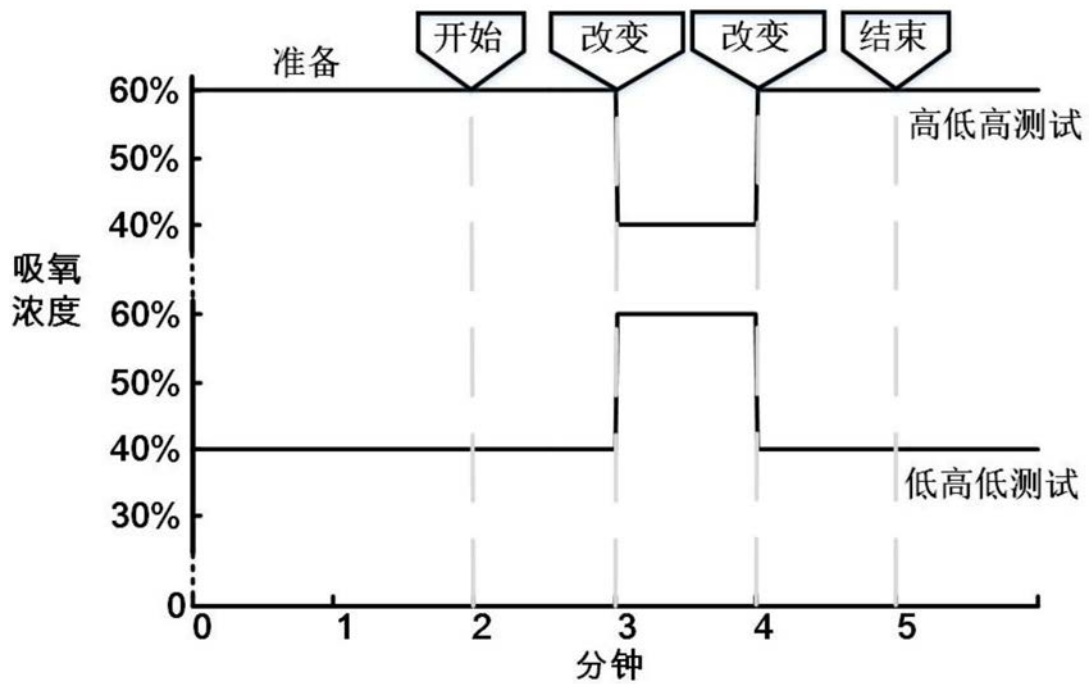 开始 改变 改变 结束
准备
60%
高低高测试
50%
40%
吸氧
浓度
60%
50%
40%
低高低测试
30%
0
0 1 2 3 4 5
分钟